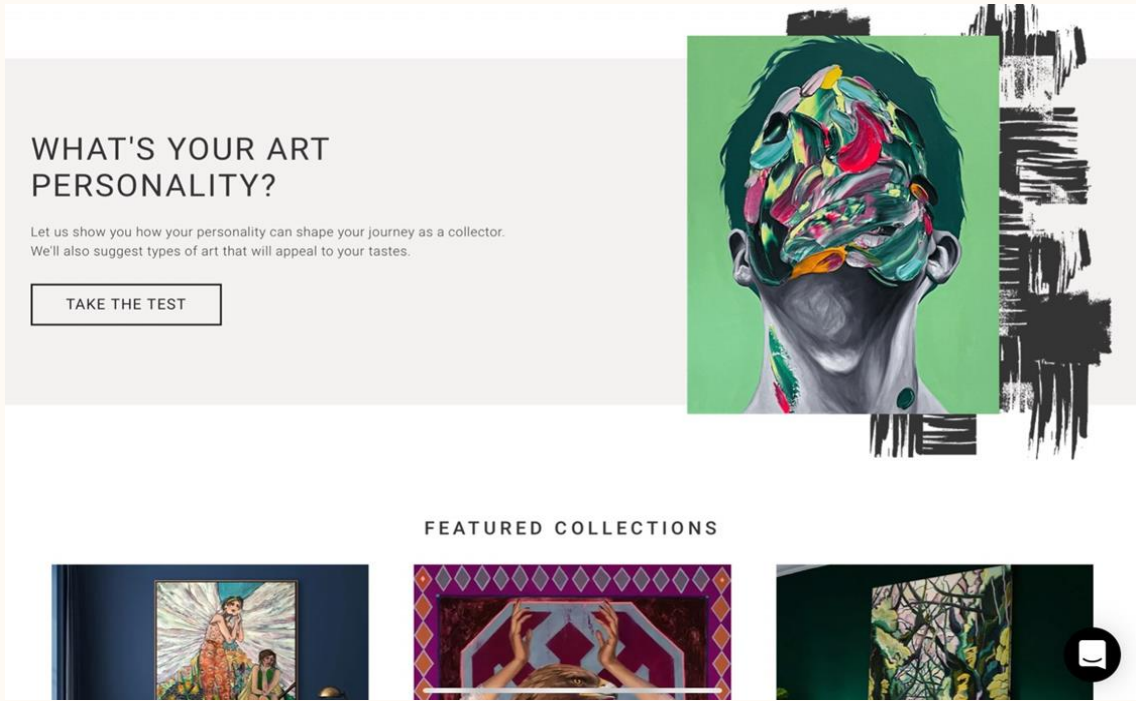 WHAT'S YOUR ART
PERSONALITY?
Let us show you how your personality can shape your journey as a collector.
We'll also suggest types of art that will appeal to your tastes.
TAKE THE TEST
FEATURED COLLECTIONS